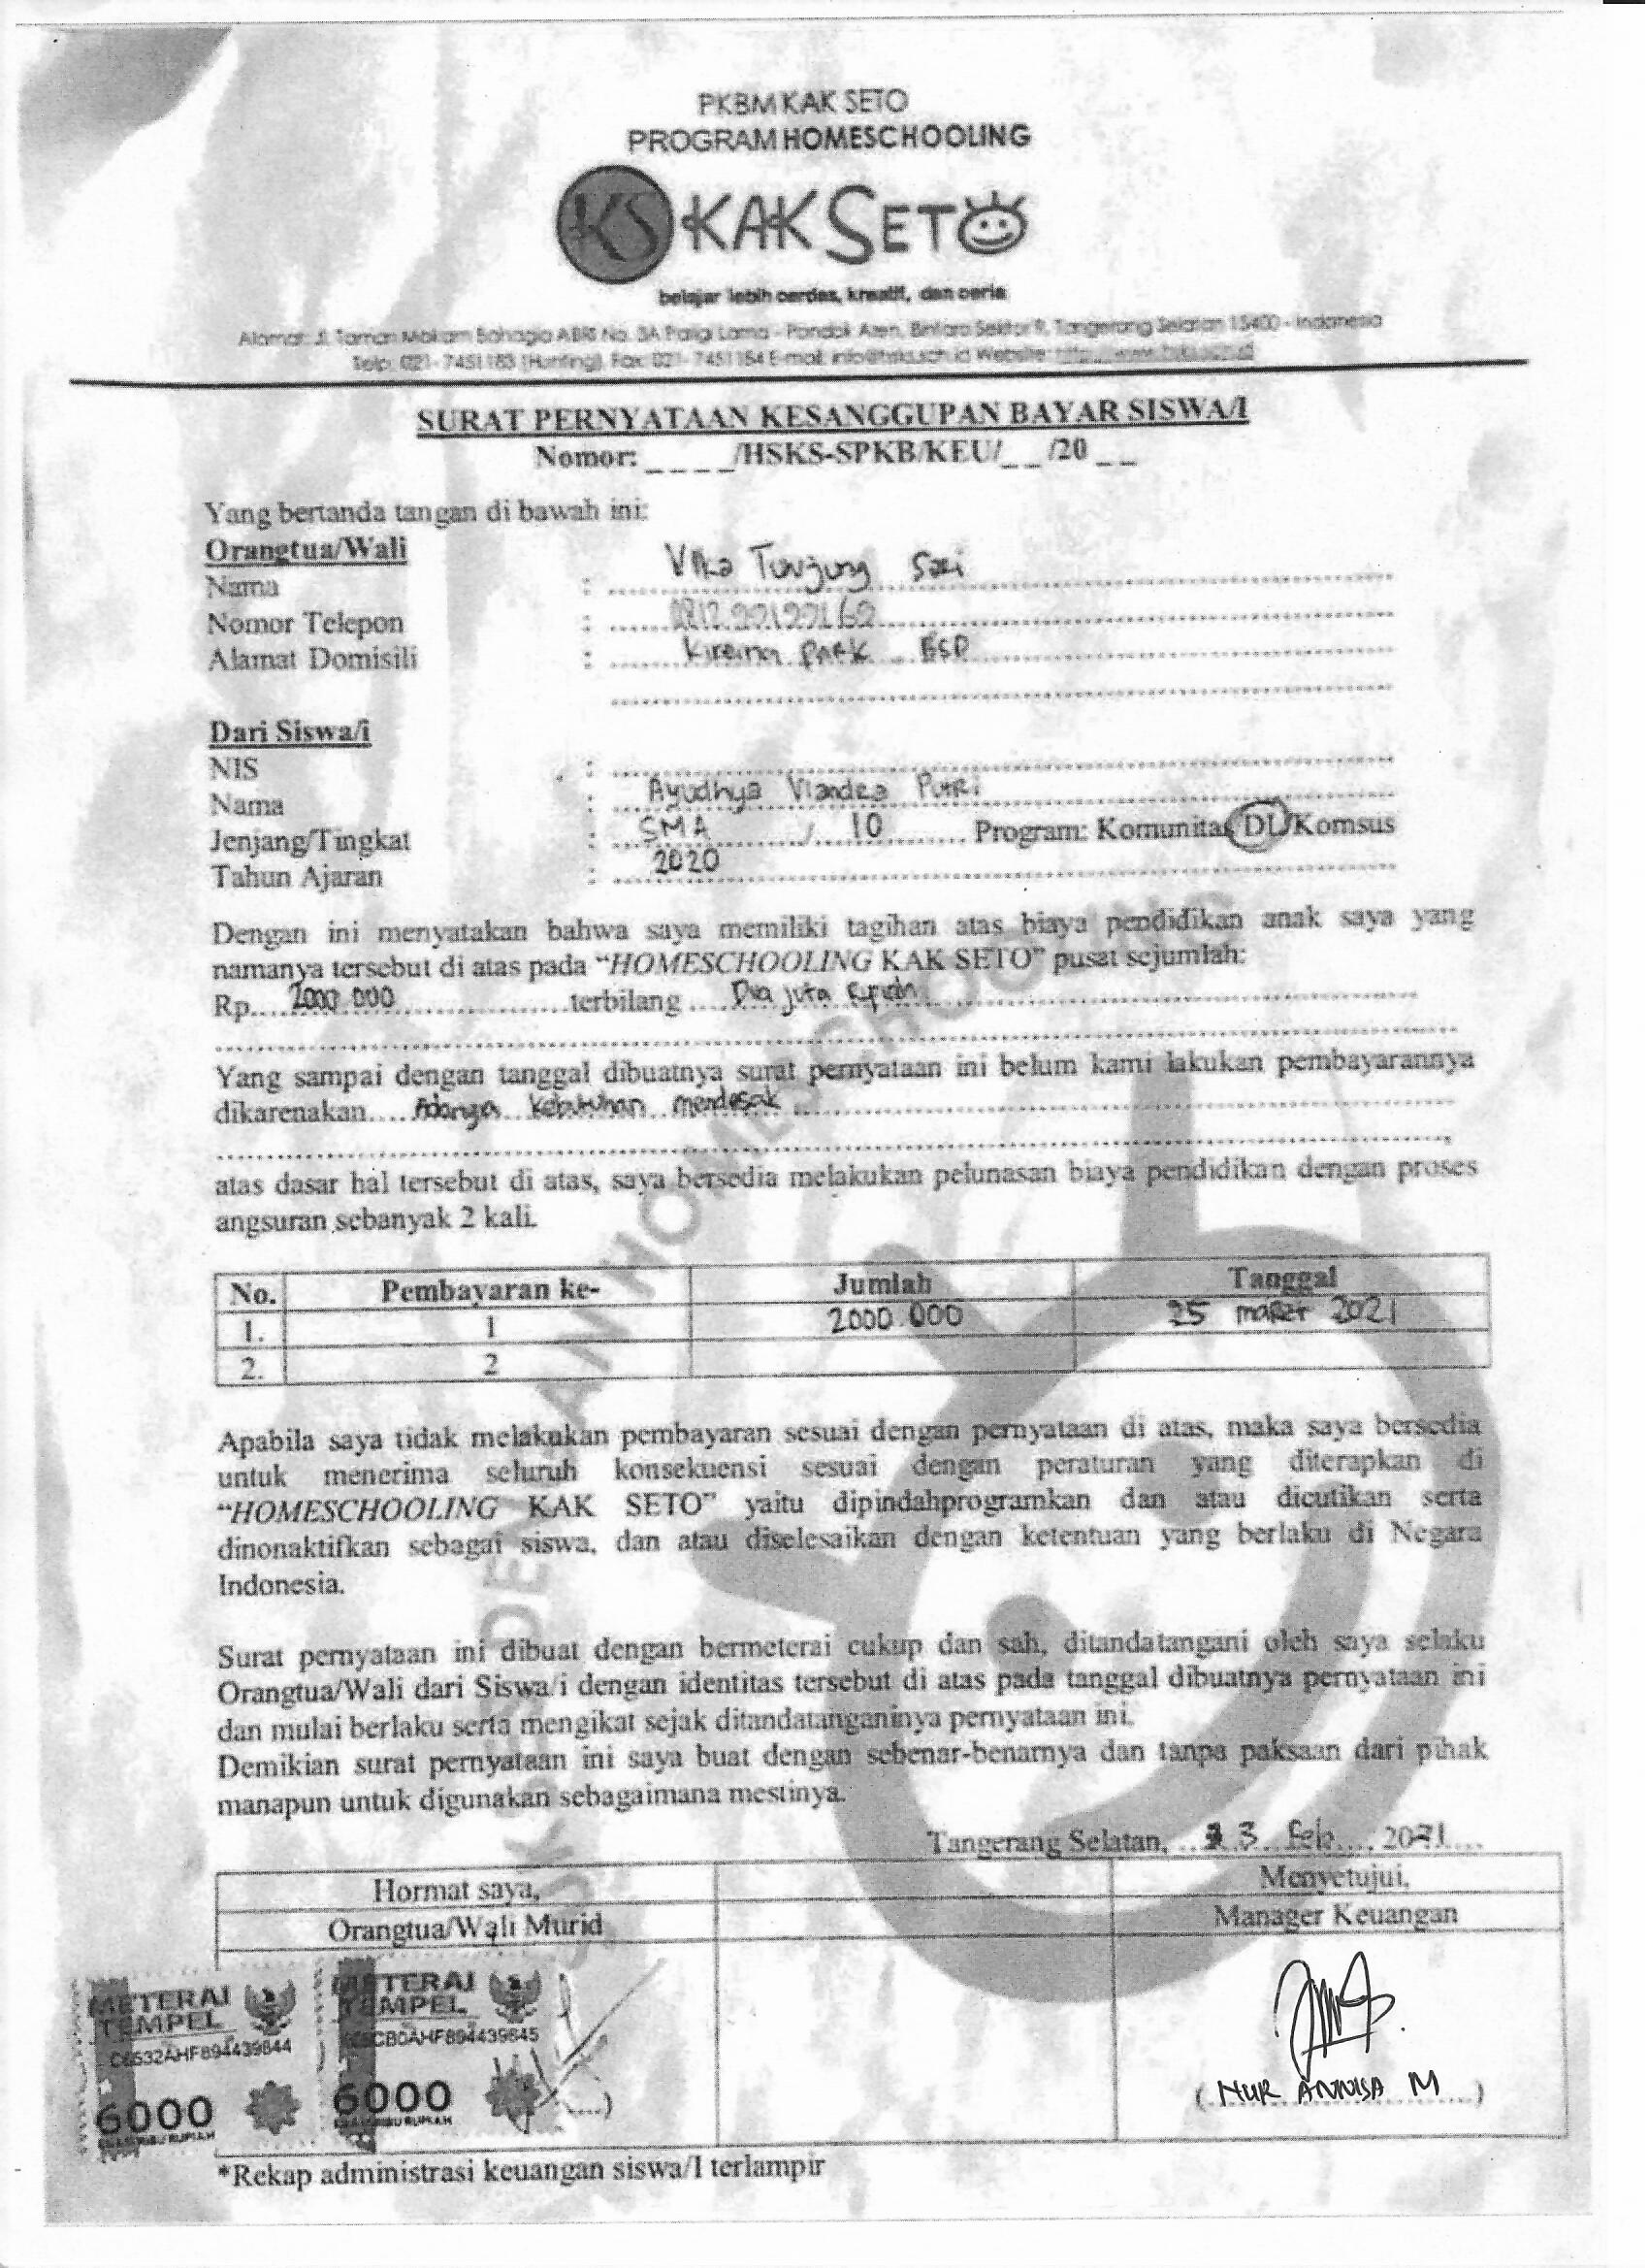 PKBM KAK SETO
PROGRAM HOMESCHOOLING
KS KAK SETO
belajar lebih cerdas, kreatif, dan ceria
Alamat: Jl. Taman Makam Bahagia ABRI No. 3A Parigi Lama - Pondok Aren, Bintaro Sektor 9, Tangerang Selatan 15400 - Indonesia
Telp: 021- 7451183 (Hunting), Fax: 021- 7451184 E-mail: info@hsks.sch.id Website:
SURAT PERNYATAAN KESANGGUPAN BAYAR SISWA/I
Nomor: _ _ _ _/HSKS-SPKB/KEU/_ _ /20 _ _
Yang bertanda tangan di bawah ini:
Orangtua/Wali
Nama : Vika Tunjung Sari
Nomor Telepon :
Alamat Domisili : Kireina Park BSD
Dari Siswa/i
NIS :
Nama : Ayudhya Viandra Putri
Jenjang/Tingkat : SMA / 10 Program: Komunitas/DL/Komsus
Tahun Ajaran : 2020
Dengan ini menyatakan bahwa saya memiliki tagihan atas biaya pendidikan anak saya yang
namanya tersebut di atas pada “HOMESCHOOLING KAK SETO” pusat sejumlah:
Rp.... 2000 000 ........terbilang .... Dua juta Rupiah
Yang sampai dengan tanggal dibuatnya surat pernyataan ini belum kami lakukan pembayarannya
dikarenakan.... Adanya kebutuhan mendesak
atas dasar hal tersebut di atas, saya bersedia melakukan pelunasan biaya pendidikan dengan proses
angsuran sebanyak 2 kali.
No. Pembayaran ke- Jumlah Tanggal
1. 1 2000.000 25 maret 2021
2. 2
Apabila saya tidak melakukan pembayaran sesuai dengan pernyataan di atas, maka saya bersedia
untuk menerima seluruh konsekuensi sesuai dengan peraturan yang diterapkan di
“HOMESCHOOLING KAK SETO” yaitu dipindahprogramkan dan atau dicutikan serta
dinonaktifkan sebagai siswa, dan atau diselesaikan dengan ketentuan yang berlaku di Negara
Indonesia.
Surat pernyataan ini dibuat dengan bermeterai cukup dan sah, ditandatangani oleh saya selaku
Orangtua/Wali dari Siswa/i dengan identitas tersebut di atas pada tanggal dibuatnya pernyataan ini
dan mulai berlaku serta mengikat sejak ditandatanganinya pernyataan ini.
Demikian surat pernyataan ini saya buat dengan sebenar-benarnya dan tanpa paksaan dari pihak
manapun untuk digunakan sebagaimana mestinya.
Tangerang Selatan, Feb 2021
Hormat saya, Menyetujui,
Orangtua/Wali Murid Manager Keuangan
METERAI TEMPEL
C6532AHF894439644
6000
ENAM RIBU RUPIAH
METERAI TEMPEL
CB0AHF894439645
6000
ENAM RIBU RUPIAH
( NUR ANNISA M )
*Rekap administrasi keuangan siswa/I terlampir